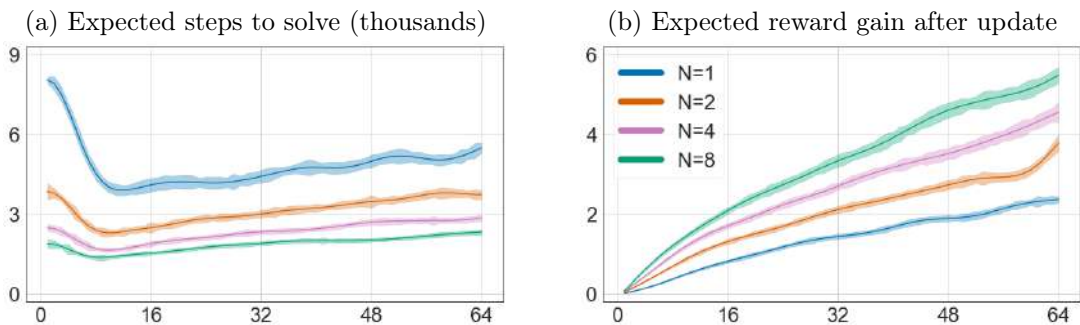 (a) Expected steps to solve (thousands)
9
6
3
0
0 16 32 48 64
(b) Expected reward gain after update
6
4
2
0
N=1
N=2
N=4
N=8
0 16 32 48 64